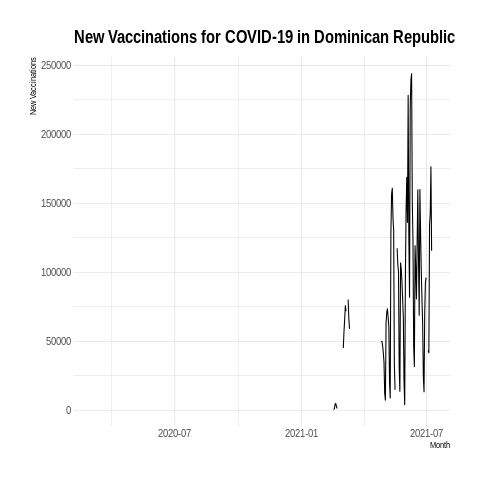 New Vaccinations for COVID-19 in Dominican Republic
New Vaccinations
250000
200000
150000
100000
50000
0
2020-07 2021-01 2021-07
Month